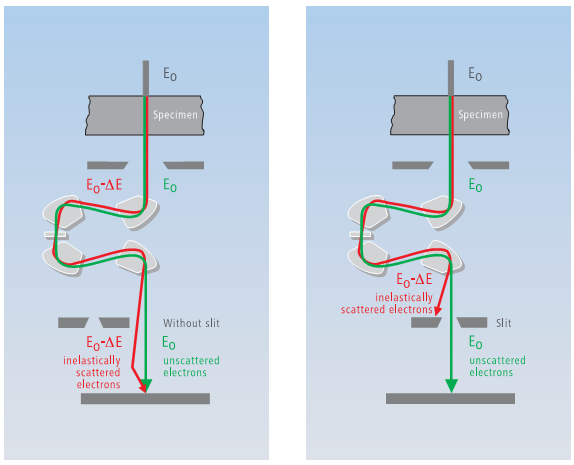 E0
Specimen
E0-ΔE
E0
Without slit
E0-ΔE
E0
inelastically
scattered
electrons
unscattered
electrons
E0
Specimen
E0
E0-ΔE
inelastically
scattered electrons
Slit
E0
unscattered
electrons